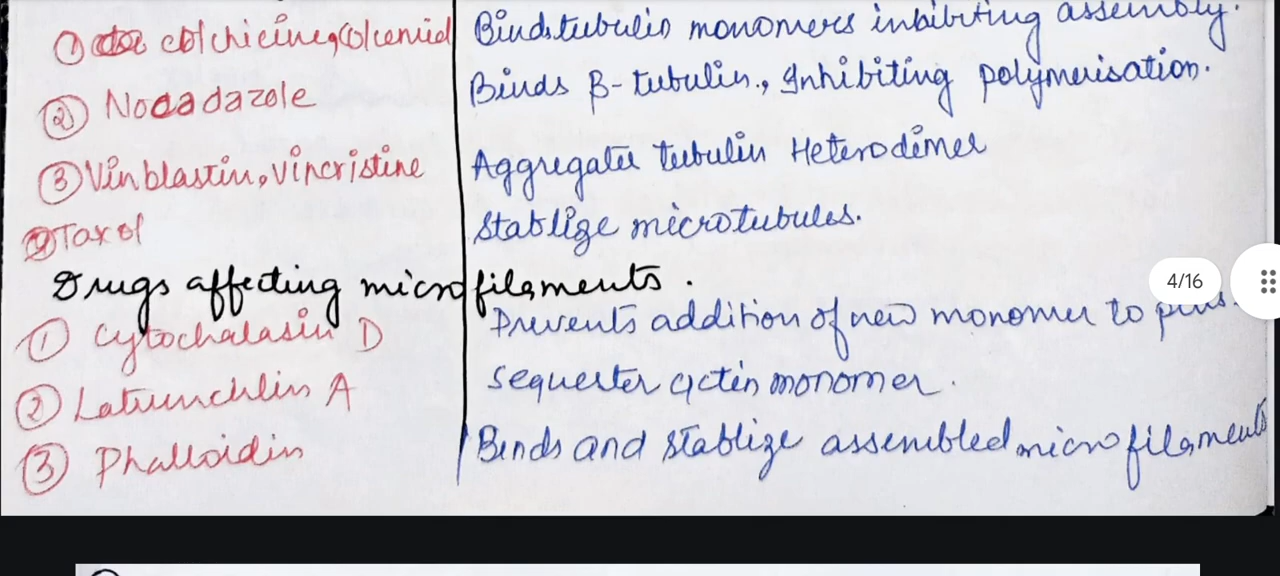 ① colchicine, colcemid Binds tubulin monomers inhibiting assembly.
② Nocadazole Binds β-tubulin., Inhibiting polymerisation.
③ Vinblastin, vincristine Aggregate tubulin Heterodimer
④ Taxol Stablize microtubules.
Drugs affecting microfilaments.
① Cytochalasin D Prevents addition of new monomer to plus.
② Latrunchlin A sequester actin monomer.
③ Phalloidin Binds and stablize assembled microfilaments
4/16